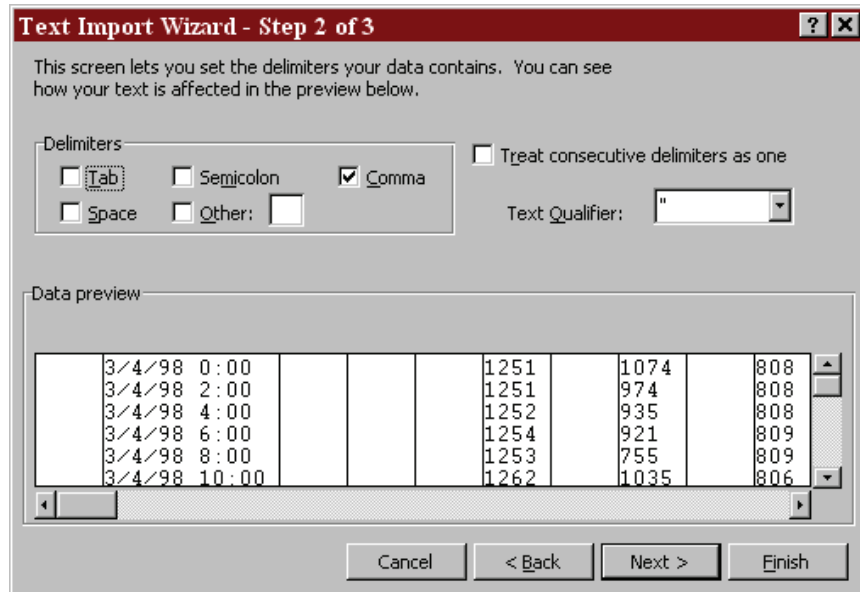 Text Import Wizard - Step 2 of 3
This screen lets you set the delimiters your data contains.  You can see
how your text is affected in the preview below.
Delimiters
Tab
Semicolon
Comma
Space
Other:
Treat consecutive delimiters as one
Text Qualifier:
"
Data preview
3/4/98 0:00 1251 1074 808
3/4/98 2:00 1251 974 808
3/4/98 4:00 1252 935 808
3/4/98 6:00 1254 921 809
3/4/98 8:00 1253 755 809
3/4/98 10:00 1262 1035 806
Cancel
< Back
Next >
Finish